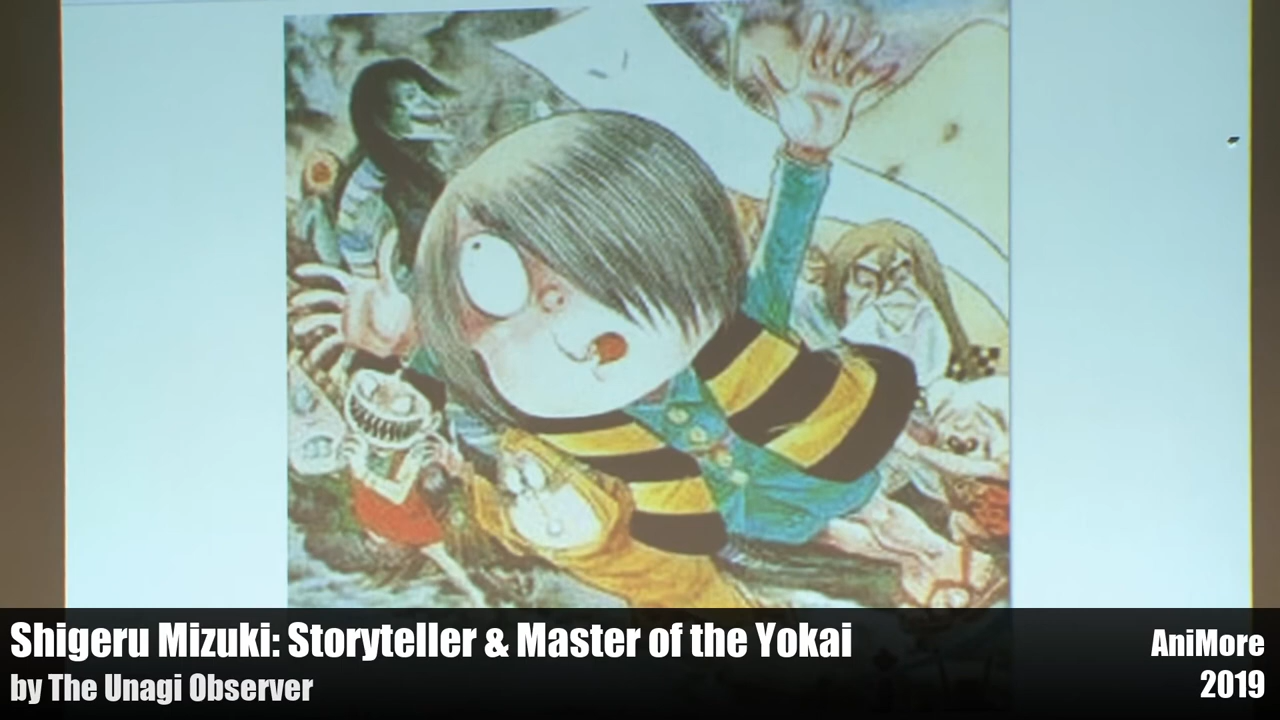 Shigeru Mizuki: Storyteller & Master of the Yokai
by The Unagi Observer
AniMore
2019